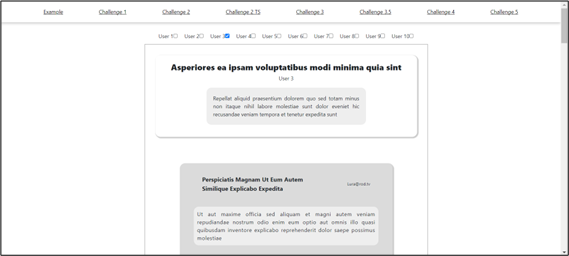 Example Challenge 1 Challenge 2 Challenge 2 TS Challenge 3 Challenge 3.5 Challenge 4 Challenge 5
User 1 User 2 User 3 User 4 User 5 User 6 User 7 User 8 User 9 User 10
Asperiores ea ipsam voluptatibus modi minima quia sint
User 3
Repellat aliquid praesentium dolorem quo sed totam minus
non itaque nihil labore molestiae sunt dolor eveniet hic
recusandae veniam tempora et tenetur expedita sunt
Perspiciatis Magnam Ut Eum Autem
Similique Explicabo Expedita
Ut aut maxime officia sed aliquam et magni autem veniam
repudiandae nostrum odio enim eum optio aut omnis illo quasi
quibusdam inventore explicabo reprehenderit dolor saepe possimus
molestiae